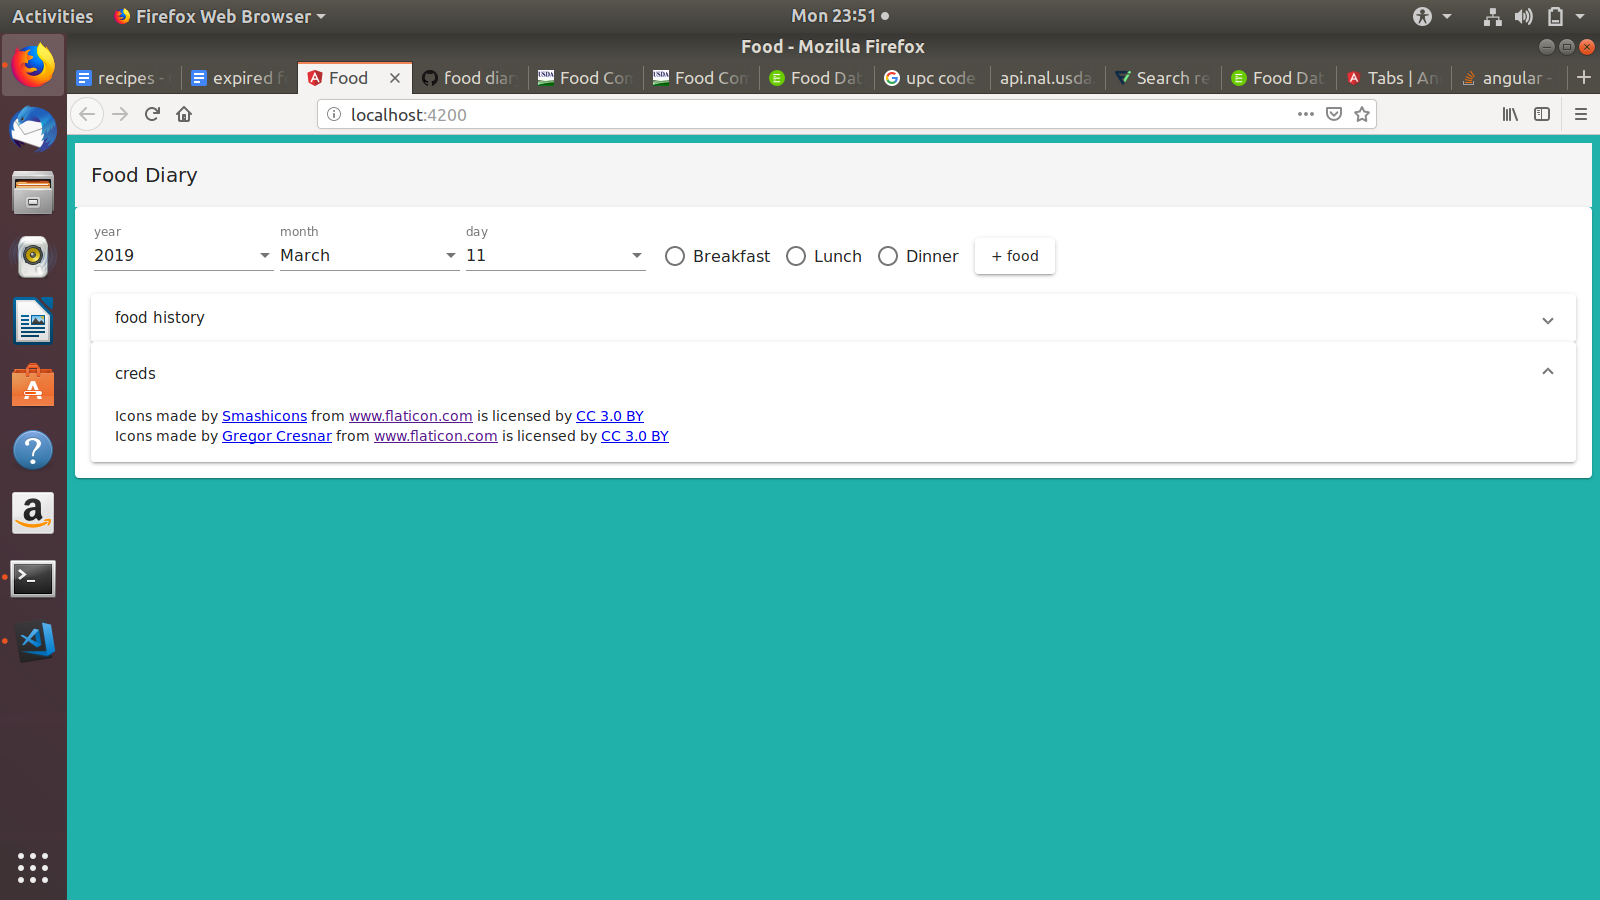 Activities Firefox Web Browser Mon 23:51
Food - Mozilla Firefox
recipes - expired f Food food diar Food Con Food Con Food Dat upc code api.nal.usda Search re Food Dat Tabs | An angular -
localhost:4200
Food Diary
year month day
2019 March 11 Breakfast Lunch Dinner + food
food history
creds
Icons made by Smashicons from www.flaticon.com is licensed by CC 3.0 BY
Icons made by Gregor Cresnar from www.flaticon.com is licensed by CC 3.0 BY